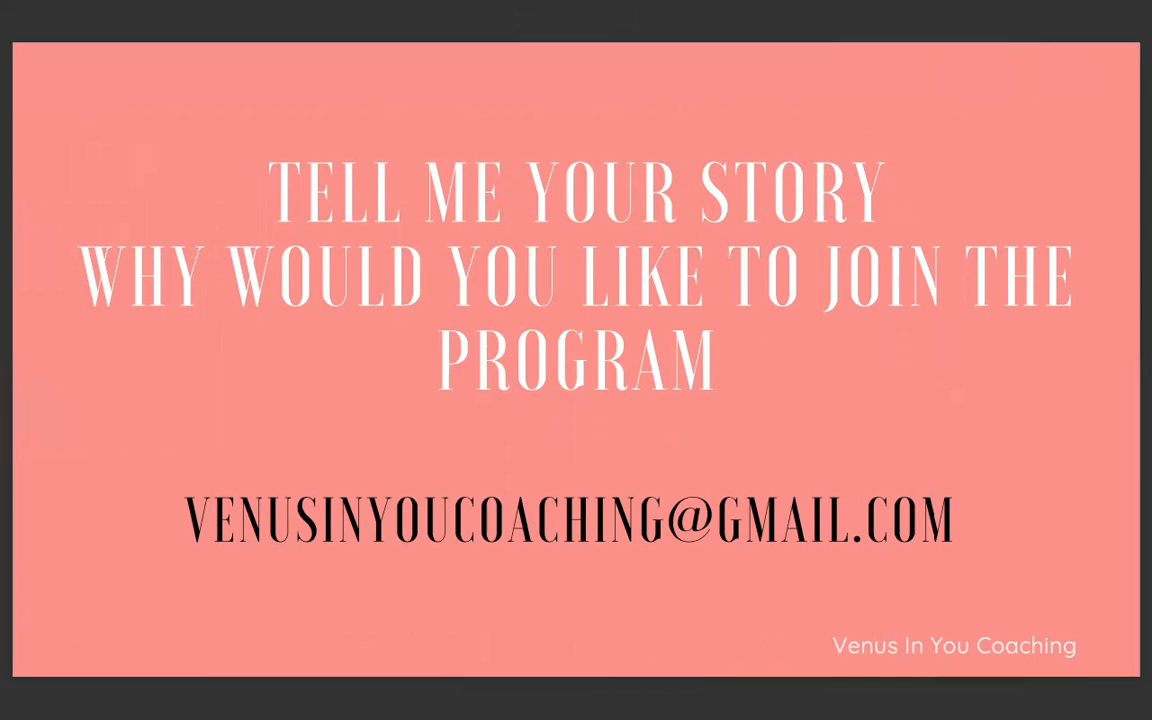 TELL ME YOUR STORY
WHY WOULD YOU LIKE TO JOIN THE
PROGRAM
VENUSINYOUCOACHING@GMAIL.COM
Venus In You Coaching